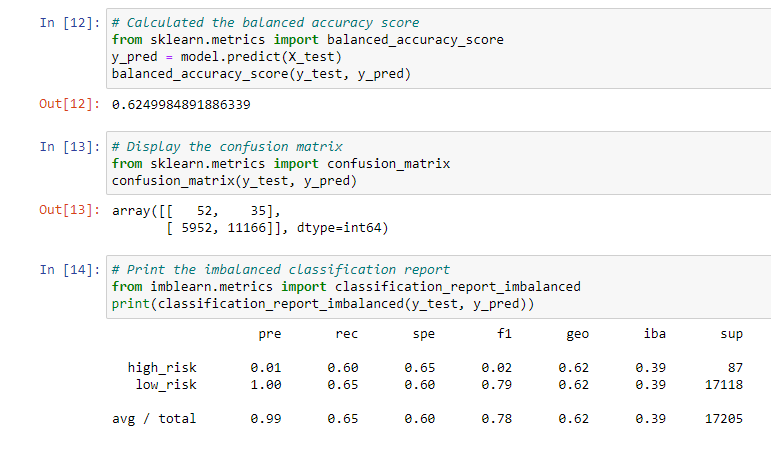 In [12]: # Calculated the balanced accuracy score
from sklearn.metrics import balanced_accuracy_score
y_pred = model.predict(X_test)
balanced_accuracy_score(y_test, y_pred)
Out[12]: 0.6249984891886339
In [13]: # Display the confusion matrix
from sklearn.metrics import confusion_matrix
confusion_matrix(y_test, y_pred)
Out[13]: array([[   52,    35],
       [ 5952, 11166]], dtype=int64)
In [14]: # Print the imbalanced classification report
from imblearn.metrics import classification_report_imbalanced
print(classification_report_imbalanced(y_test, y_pred))
pre rec spe f1 geo iba sup
high_risk 0.01 0.60 0.65 0.02 0.62 0.39 87
low_risk 1.00 0.65 0.60 0.79 0.62 0.39 17118
avg / total 0.99 0.65 0.60 0.78 0.62 0.39 17205